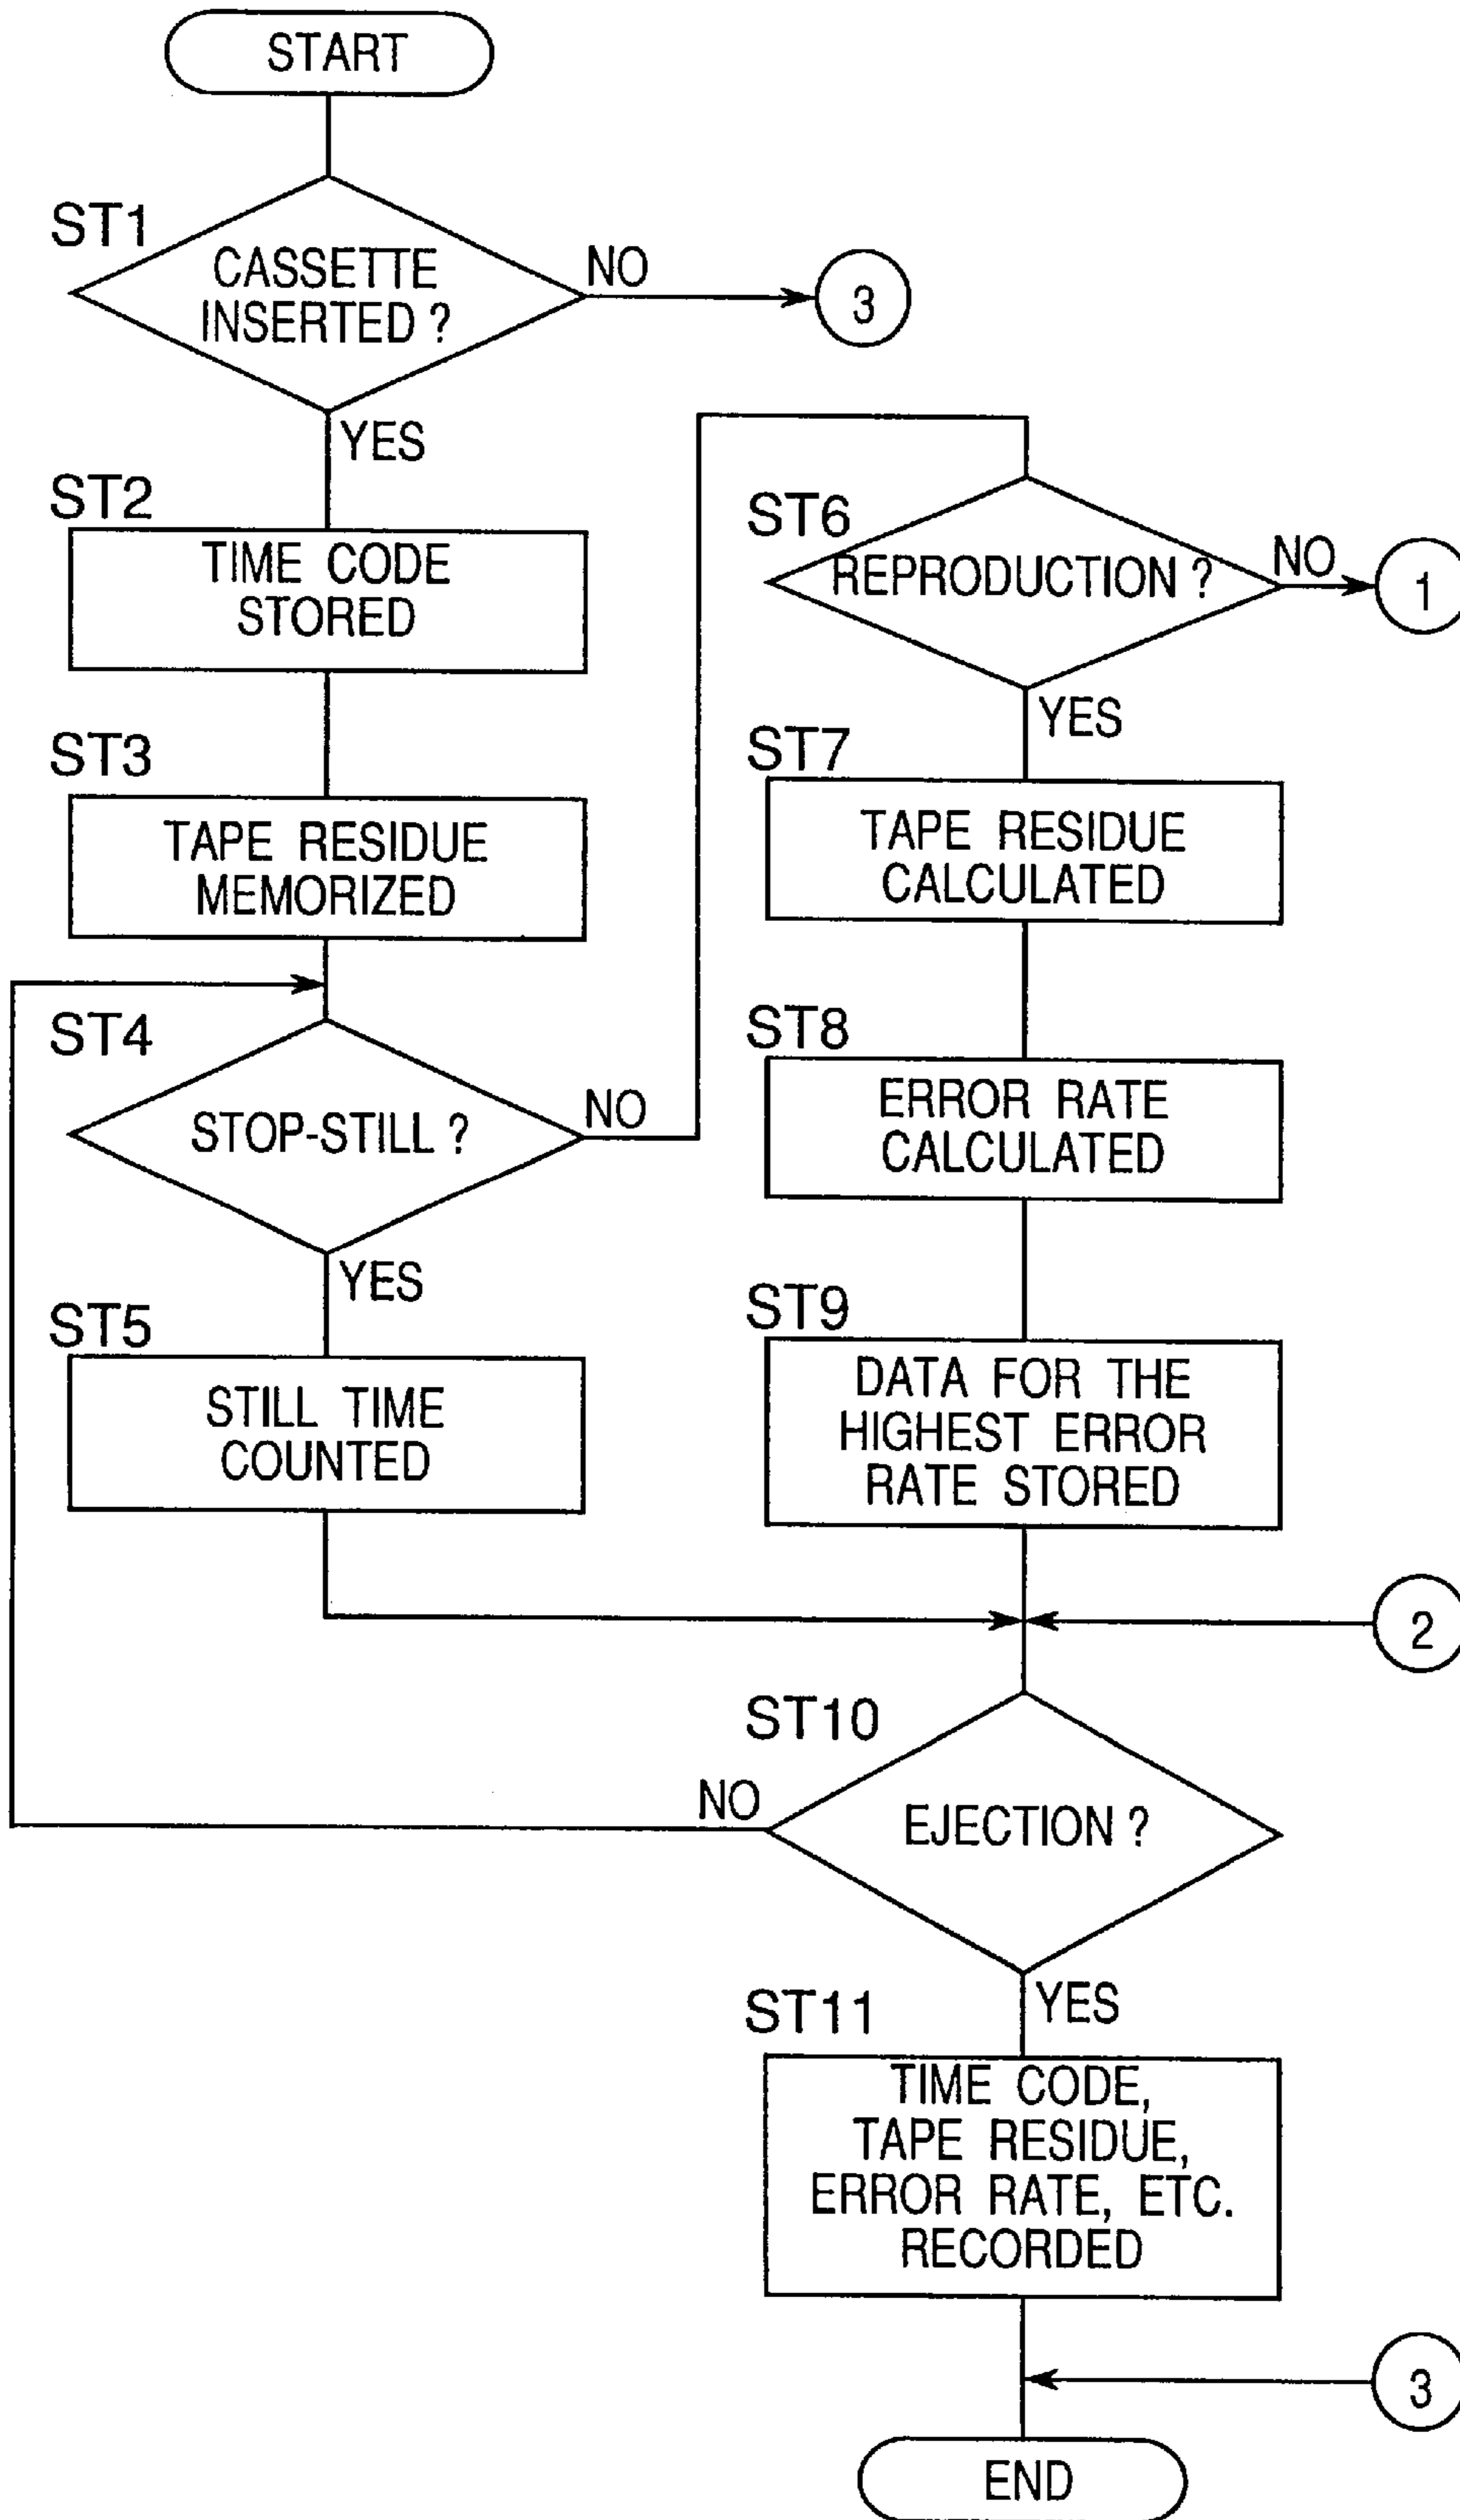 START
ST1
CASSETTE
INSERTED ?
NO
3
YES
ST2
TIME CODE
STORED
ST3
TAPE RESIDUE
MEMORIZED
ST4
STOP-STILL ?
NO
YES
ST5
STILL TIME
COUNTED
ST6
REPRODUCTION ?
NO
1
YES
ST7
TAPE RESIDUE
CALCULATED
ST8
ERROR RATE
CALCULATED
ST9
DATA FOR THE
HIGHEST ERROR
RATE STORED
2
ST10
NO
EJECTION ?
YES
ST11
TIME CODE,
TAPE RESIDUE,
ERROR RATE, ETC.
RECORDED
3
END